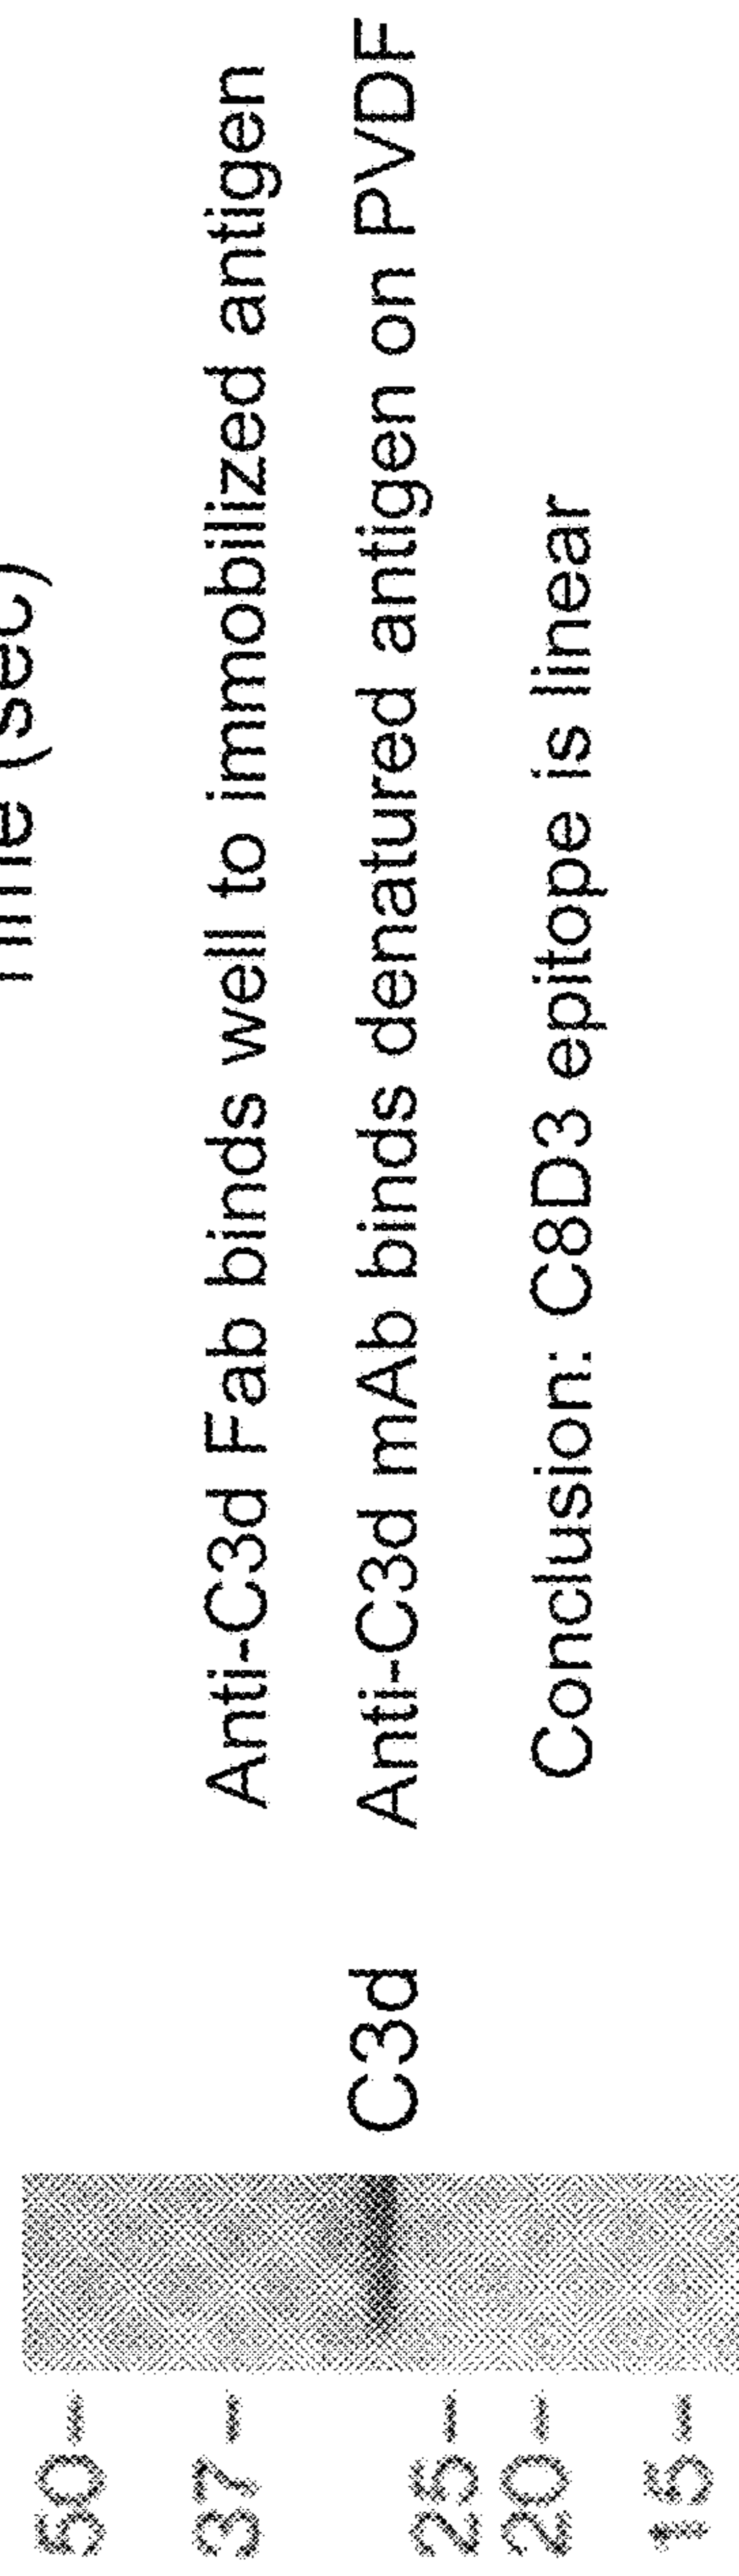 Time (sec)
50
37
25
20
15
C3d
Anti-C3d Fab binds well to immobilized antigen
Anti-C3d mAb binds denatured antigen on PVDF
Conclusion: C8D3 epitope is linear